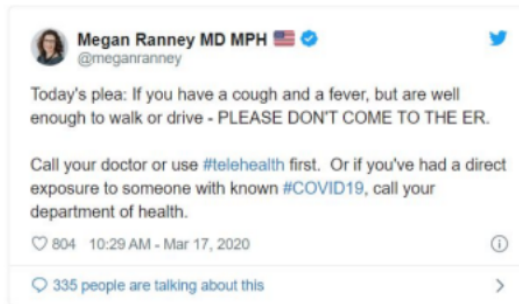 Megan Ranney MD MPH
@meganranney
Today's plea: If you have a cough and a fever, but are well
enough to walk or drive - PLEASE DON'T COME TO THE ER.
Call your doctor or use #telehealth first. Or if you've had a direct
exposure to someone with known #COVID19, call your
department of health.
804 10:29 AM - Mar 17, 2020
335 people are talking about this